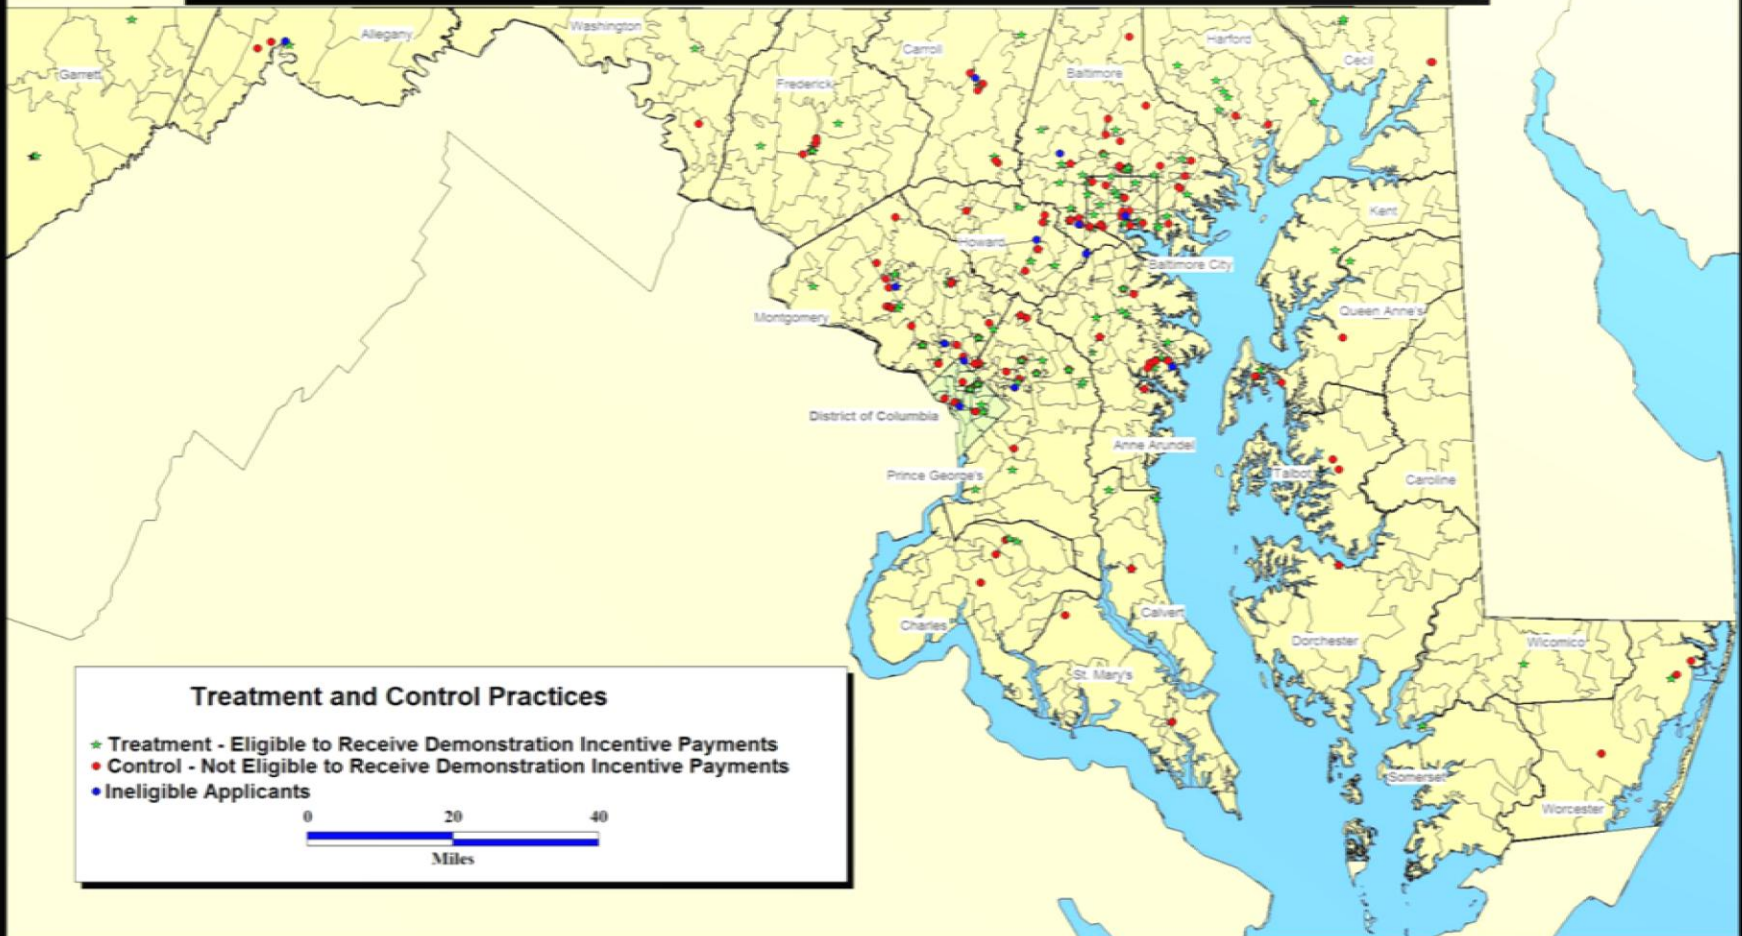 Washington
Allegany
Harford
Carroll
Cecil
Garrett
Baltimore
Frederick
Kent
Howard
Baltimore City
Queen Anne's
Montgomery
District of Columbia
Anne Arundel
Prince George's
Talbot
Caroline
Calvert
Charles
Dorchester
Wicomico
St. Mary's
Somerset
Worcester
Treatment and Control Practices
Treatment - Eligible to Receive Demonstration Incentive Payments
Control - Not Eligible to Receive Demonstration Incentive Payments
Ineligible Applicants
0 20 40
Miles